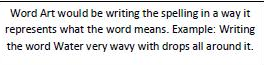 Word Art would be writing the spelling in a way it
represents what the word means. Example: Writing
the word Water very wavy with drops all around it.